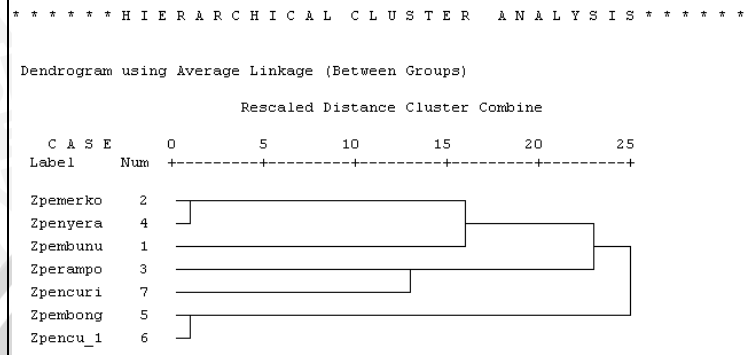 * * * * * * H I E R A R C H I C A L C L U S T E R A N A L Y S I S * * * * * *
Dendrogram using Average Linkage (Between Groups)
Rescaled Distance Cluster Combine
C A S E 0 5 10 15 20 25
Label Num +---------+---------+---------+---------+---------+
Zpemerko 2
Zpenyera 4
Zpembunu 1
Zperampo 3
Zpencuri 7
Zpembong 5
Zpencu_1 6